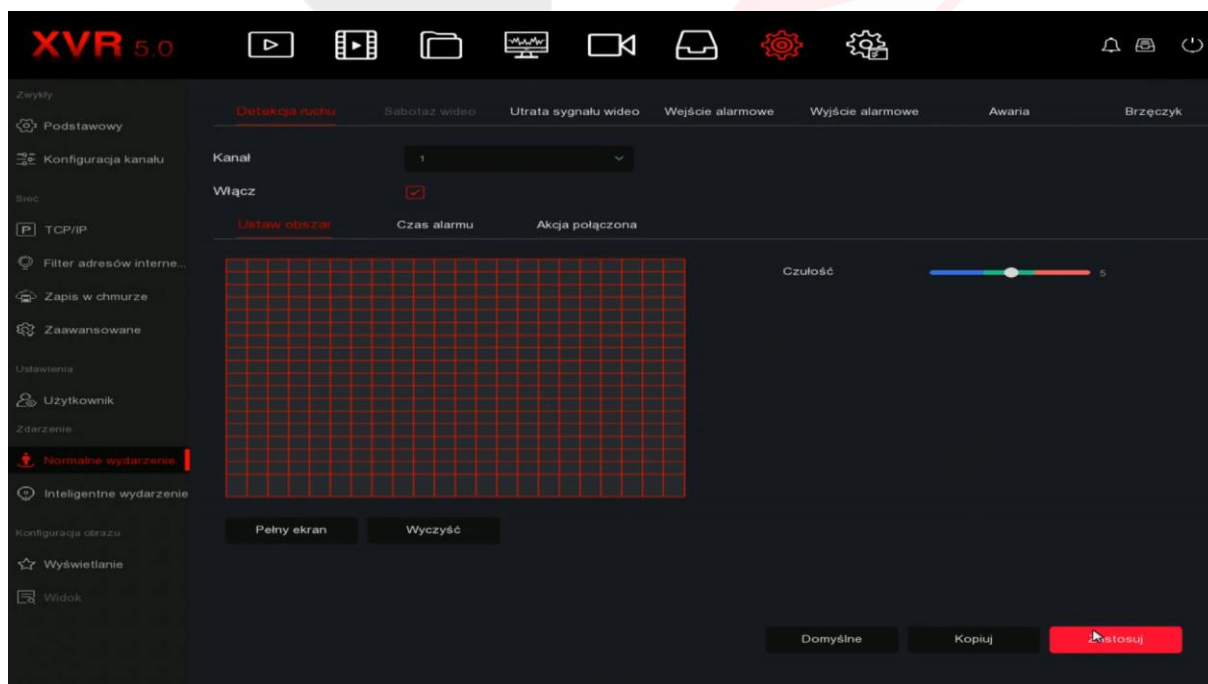 XVR 5.0
Zwykły
Podstawowy
Konfiguracja kanału
Siec
TCP/IP
Filter adresów interne...
Zapis w chmurze
Zaawansowane
Ustawienia
Użytkownik
Zdarzenie
Normalne wydarzenie
Inteligentne wydarzenie
Konfiguracja obrazu
Wyświetlanie
Widok
Detekcja ruchu Sabotaż wideo Utrata sygnału wideo Wejście alarmowe Wyjście alarmowe Awaria Brzęczyk
Kanał 1
Włącz
Ustaw obszar Czas alarmu Akcja połączona
Czułość 5
Pełny ekran Wyczyść
Domyślne Kopiuj Zastosuj